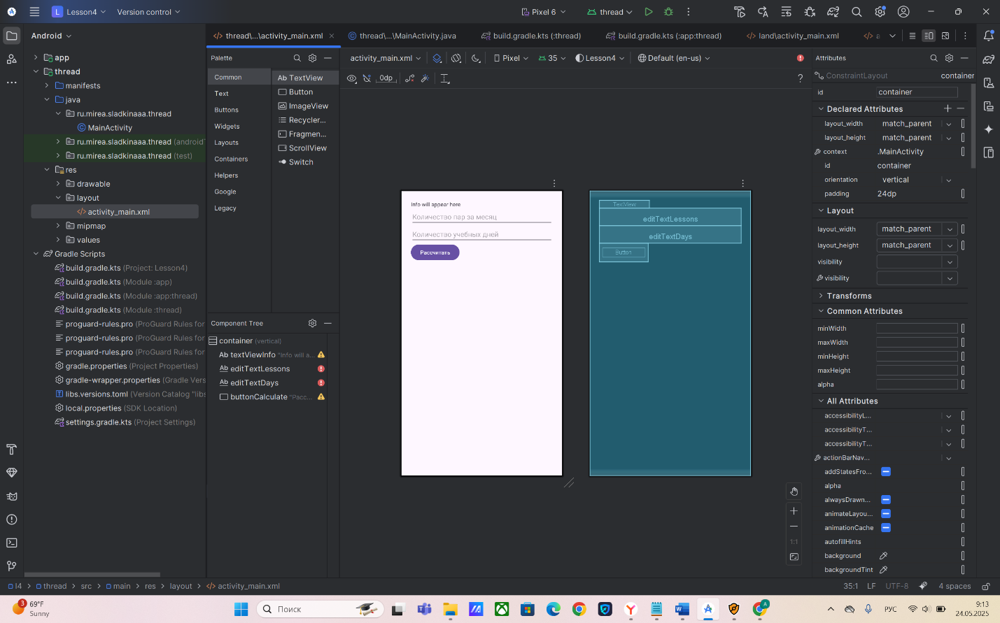 L Lesson4 Version control Pixel 6 thread
Android
app
thread
manifests
java
ru.mirea.sladkinaaa.thread
MainActivity
ru.mirea.sladkinaaa.thread (android
ru.mirea.sladkinaaa.thread (test)
res
drawable
layout
activity_main.xml
mipmap
values
Gradle Scripts
build.gradle.kts (Project: Lesson4)
build.gradle.kts (Module :app)
build.gradle.kts (Module :app:thread)
build.gradle.kts (Module :thread)
proguard-rules.pro (ProGuard Rules for
proguard-rules.pro (ProGuard Rules for
proguard-rules.pro (ProGuard Rules for
gradle.properties (Project Properties)
gradle-wrapper.properties (Gradle Vers
libs.versions.toml (Version Catalog "libs
local.properties (SDK Location)
settings.gradle.kts (Project Settings)
thread\...\activity_main.xml thread\...\MainActivity.java build.gradle.kts (:thread) build.gradle.kts (:app:thread) land\activity_main.xml a
Palette
Common
Text
Buttons
Widgets
Layouts
Containers
Helpers
Google
Legacy
Ab TextView
Button
ImageView
Recycler...
Fragmen...
ScrollView
Switch
Component Tree
container (vertical)
Ab textViewInfo "Info will a...
Ab editTextLessons
Ab editTextDays
buttonCalculate "Расс...
activity_main.xml Pixel 35 Lesson4 Default (en-us)
0dp ?
Info will appear here
Количество пар за месяц
Количество учебных дней
Рассчитать
TextView
editTextLessons
editTextDays
Button
1:1
Attributes
ConstraintLayout container
id container
Declared Attributes
layout_width match_parent
layout_height match_parent
context .MainActivity
id container
orientation vertical
padding 24dp
Layout
layout_width match_parent
layout_height match_parent
visibility
visibility
Transforms
Common Attributes
minWidth
maxWidth
minHeight
maxHeight
alpha
All Attributes
accessibilityL...
accessibilityT...
accessibilityT...
actionBarNav...
addStatesFro...
alpha
alwaysDrawn...
animateLayou...
animationCache
autofillHints
background
backgroundTint
l4 thread src main res layout activity_main.xml 35:1 LF UTF-8 4 spaces
3 69°F
Sunny
Поиск
РУС
9:13
24.05.2025